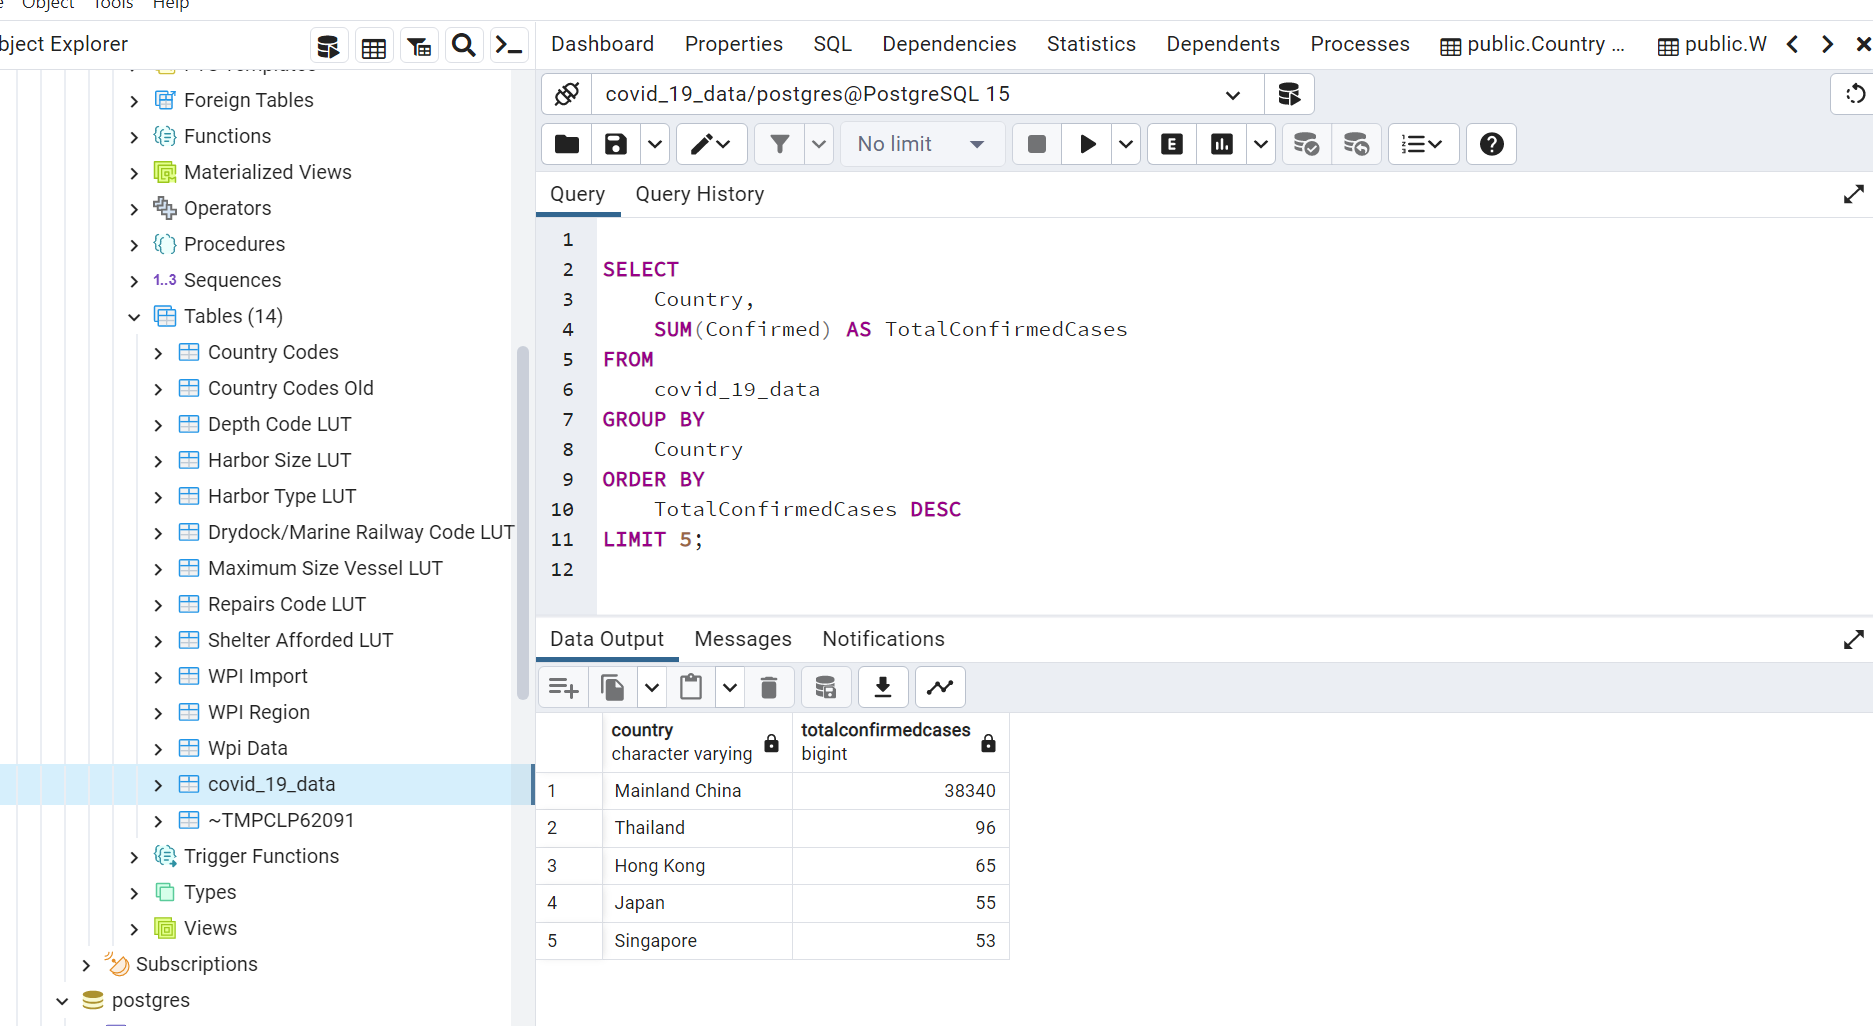 Object Tools Help
bject Explorer
Foreign Tables
Functions
Materialized Views
Operators
Procedures
1..3 Sequences
Tables (14)
Country Codes
Country Codes Old
Depth Code LUT
Harbor Size LUT
Harbor Type LUT
Drydock/Marine Railway Code LUT
Maximum Size Vessel LUT
Repairs Code LUT
Shelter Afforded LUT
WPI Import
WPI Region
Wpi Data
covid_19_data
~TMPCLP62091
Trigger Functions
Types
Views
Subscriptions
postgres
Dashboard Properties SQL Dependencies Statistics Dependents Processes public.Country ... public.W
covid_19_data/postgres@PostgreSQL 15
No limit E
Query Query History
1
2 SELECT
3 Country,
4 SUM(Confirmed) AS TotalConfirmedCases
5 FROM
6 covid_19_data
7 GROUP BY
8 Country
9 ORDER BY
10 TotalConfirmedCases DESC
11 LIMIT 5;
12
Data Output Messages Notifications
country totalconfirmedcases
character varying bigint
1 Mainland China 38340
2 Thailand 96
3 Hong Kong 65
4 Japan 55
5 Singapore 53